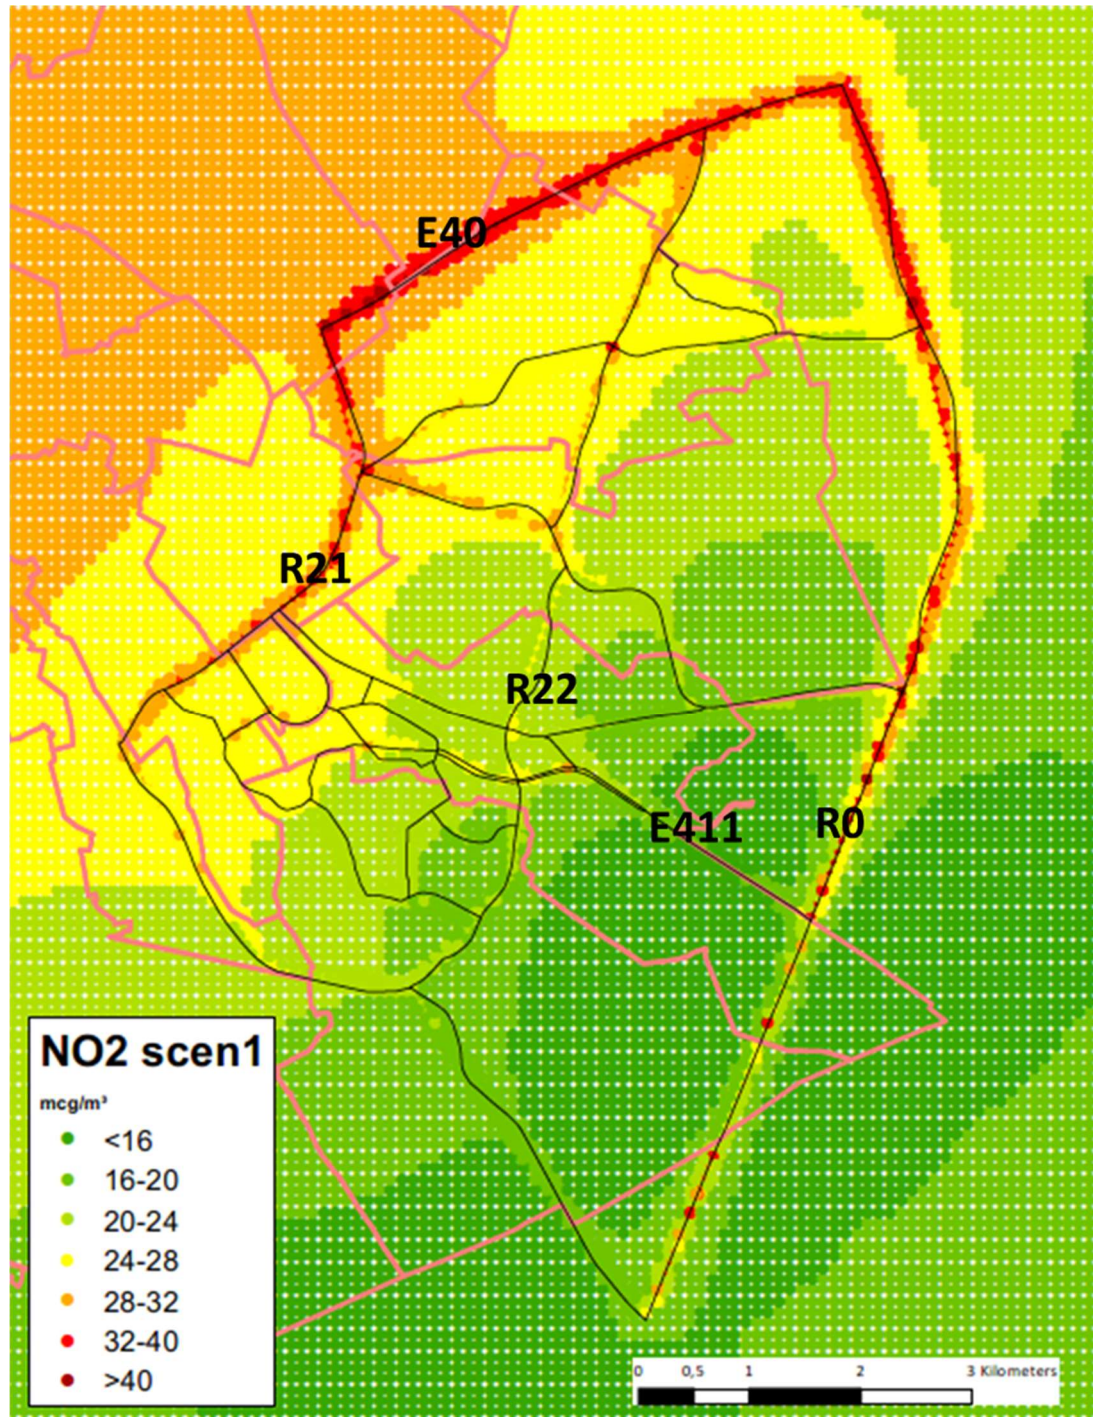 E40
R21
R22
E411
R0
NO2 scen1
mcg/m³
<16
16-20
20-24
24-28
28-32
32-40
>40
0 0,5 1 2 3 Kilometers